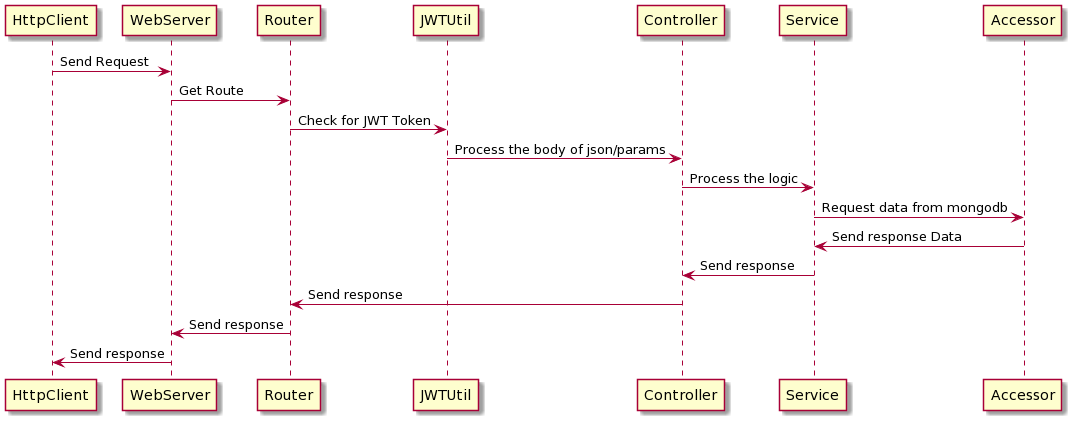 HttpClient WebServer Router JWTUtil Controller Service Accessor
Send Request
Get Route
Check for JWT Token
Process the body of json/params
Process the logic
Request data from mongodb
Send response Data
Send response
Send response
Send response
Send response
HttpClient WebServer Router JWTUtil Controller Service Accessor